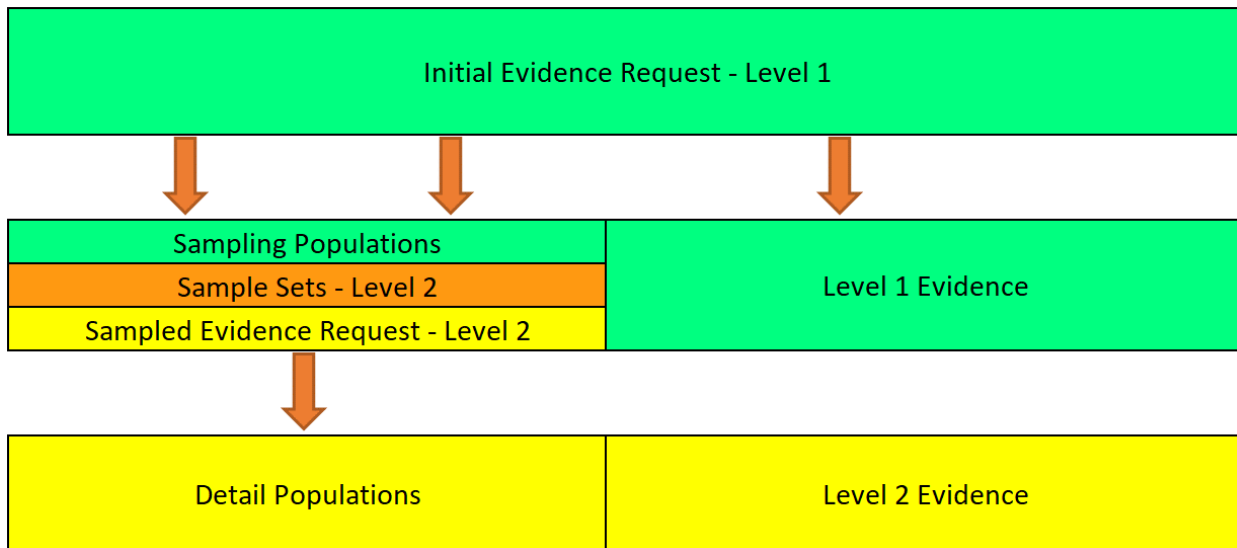 Initial Evidence Request - Level 1
Sampling Populations
Sample Sets - Level 2
Sampled Evidence Request - Level 2
Level 1 Evidence
Detail Populations
Level 2 Evidence